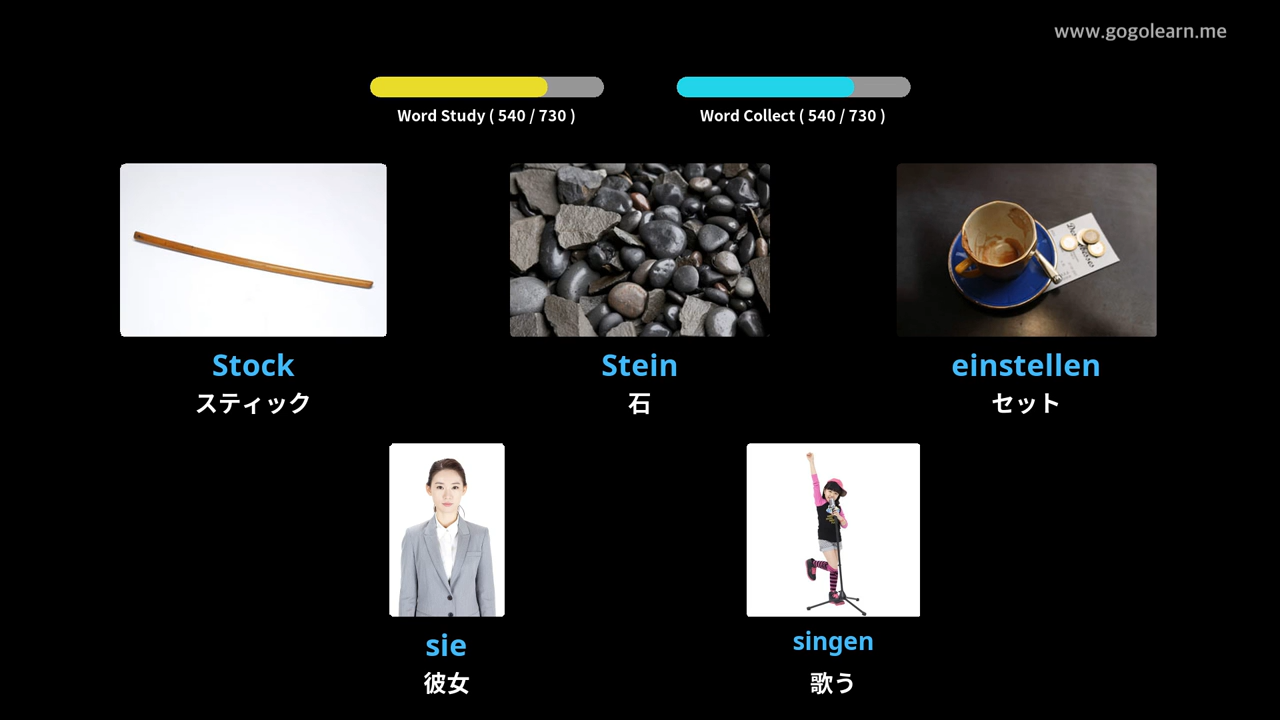 www.gogolearn.me
Word Study ( 540 / 730 )
Word Collect ( 540 / 730 )
Stock
スティック
Stein
石
einstellen
セット
sie
彼女
singen
歌う